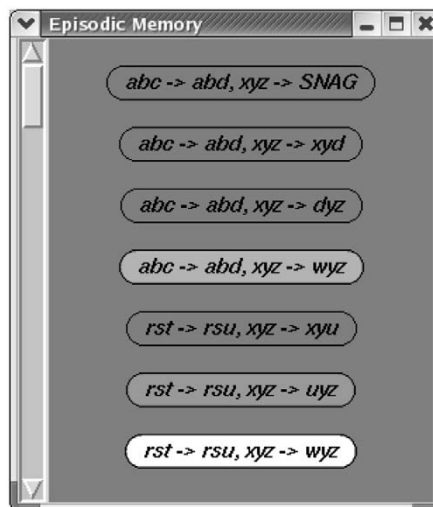 Episodic Memory
abc -> abd, xyz -> SNAG
abc -> abd, xyz -> xyd
abc -> abd, xyz -> dyz
abc -> abd, xyz -> wyz
rst -> rsu, xyz -> xyu
rst -> rsu, xyz -> uyz
rst -> rsu, xyz -> wyz